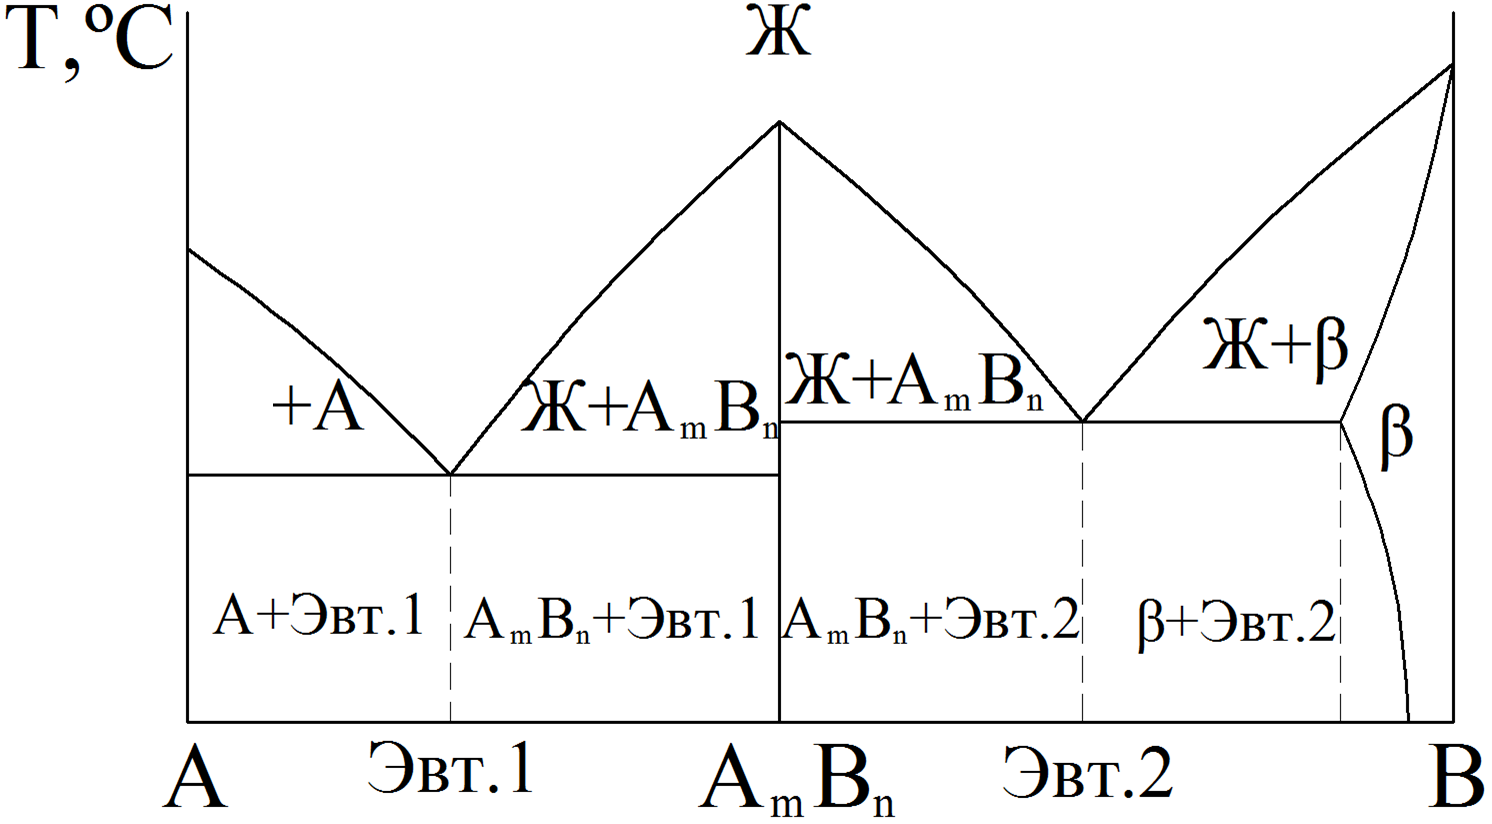 T,ºC
Ж
+A
Ж+AmBn
Ж+AmBn
Ж+β
β
A+Эвт.1
AmBn+Эвт.1
AmBn+Эвт.2
β+Эвт.2
A
Эвт.1
AmBn
Эвт.2
B